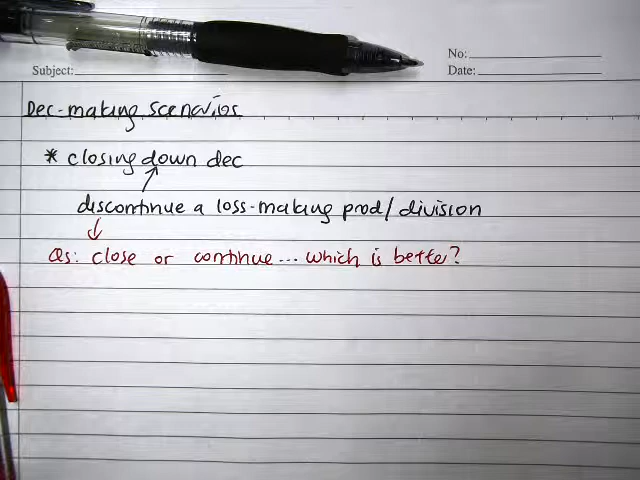 No:
Subject:
Date:
Dec-making scenarios
* closing down dec
discontinue a loss-making prod/division
Qs: close or continue... which is better?